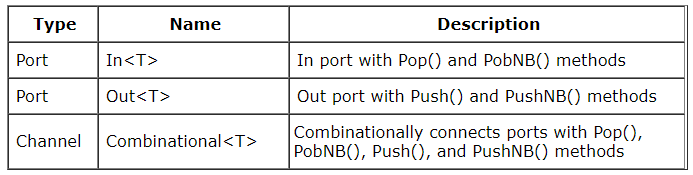 Type Name Description
Port In<T> In port with Pop() and PobNB() methods
Port Out<T> Out port with Push() and PushNB() methods
Channel Combinational<T> Combinationally connects ports with Pop(),
PobNB(), Push(), and PushNB() methods